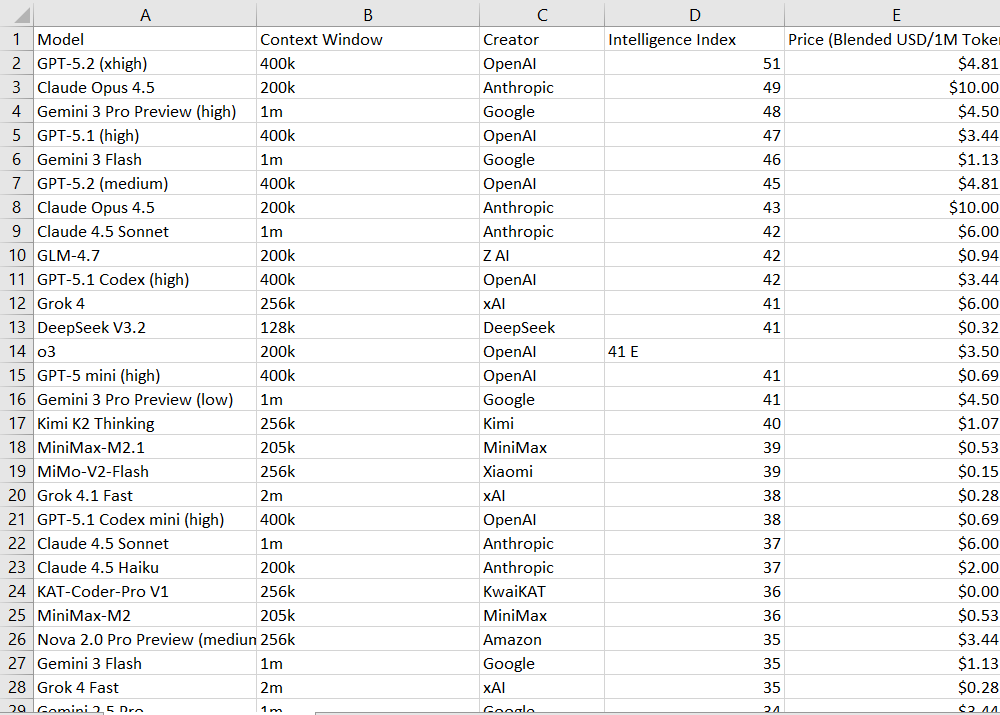 A B C D E
1 Model Context Window Creator Intelligence Index Price (Blended USD/1M Toke
2 GPT-5.2 (xhigh) 400k OpenAI 51 $4.81
3 Claude Opus 4.5 200k Anthropic 49 $10.00
4 Gemini 3 Pro Preview (high) 1m Google 48 $4.50
5 GPT-5.1 (high) 400k OpenAI 47 $3.44
6 Gemini 3 Flash 1m Google 46 $1.13
7 GPT-5.2 (medium) 400k OpenAI 45 $4.81
8 Claude Opus 4.5 200k Anthropic 43 $10.00
9 Claude 4.5 Sonnet 1m Anthropic 42 $6.00
10 GLM-4.7 200k Z AI 42 $0.94
11 GPT-5.1 Codex (high) 400k OpenAI 42 $3.44
12 Grok 4 256k xAI 41 $6.00
13 DeepSeek V3.2 128k DeepSeek 41 $0.32
14 o3 200k OpenAI 41 E $3.50
15 GPT-5 mini (high) 400k OpenAI 41 $0.69
16 Gemini 3 Pro Preview (low) 1m Google 41 $4.50
17 Kimi K2 Thinking 256k Kimi 40 $1.07
18 MiniMax-M2.1 205k MiniMax 39 $0.53
19 MiMo-V2-Flash 256k Xiaomi 39 $0.15
20 Grok 4.1 Fast 2m xAI 38 $0.28
21 GPT-5.1 Codex mini (high) 400k OpenAI 38 $0.69
22 Claude 4.5 Sonnet 1m Anthropic 37 $6.00
23 Claude 4.5 Haiku 200k Anthropic 37 $2.00
24 KAT-Coder-Pro V1 256k KwaiKAT 36 $0.00
25 MiniMax-M2 205k MiniMax 36 $0.53
26 Nova 2.0 Pro Preview (medium 256k Amazon 35 $3.44
27 Gemini 3 Flash 1m Google 35 $1.13
28 Grok 4 Fast 2m xAI 35 $0.28
29 Gemini 2.5 Pro 1m Google 34 $3.44